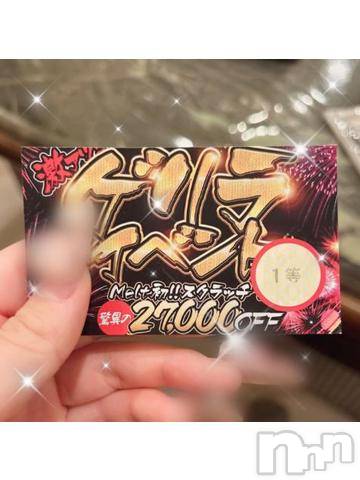 激アツ
ゲリラ
イベント
1等
Melt初!!スクラッチ
驚異の27,000OFF
nnn